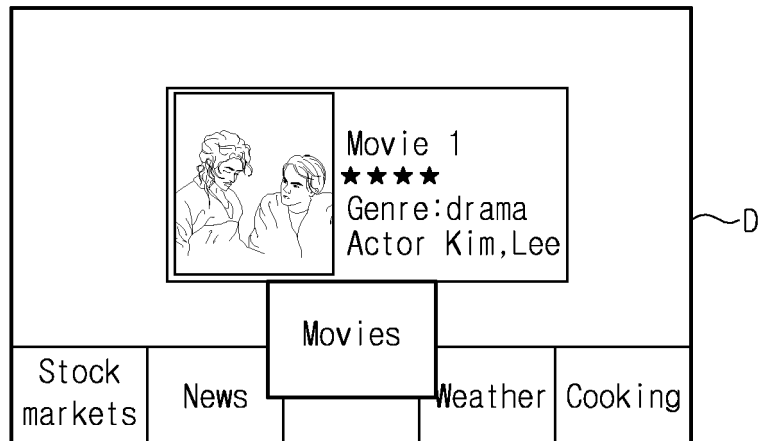 Movie 1
★★★★
Genre:drama
Actor Kim,Lee
D
Movies
Stock
markets
News
Weather
Cooking